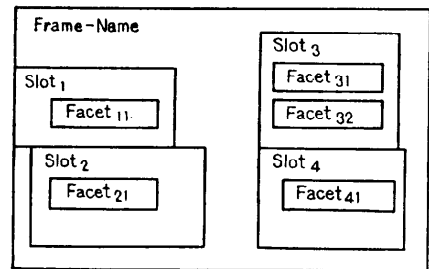 Frame-Name
Slot 1
Facet 11
Slot 2
Facet 21
Slot 3
Facet 31
Facet 32
Slot 4
Facet 41